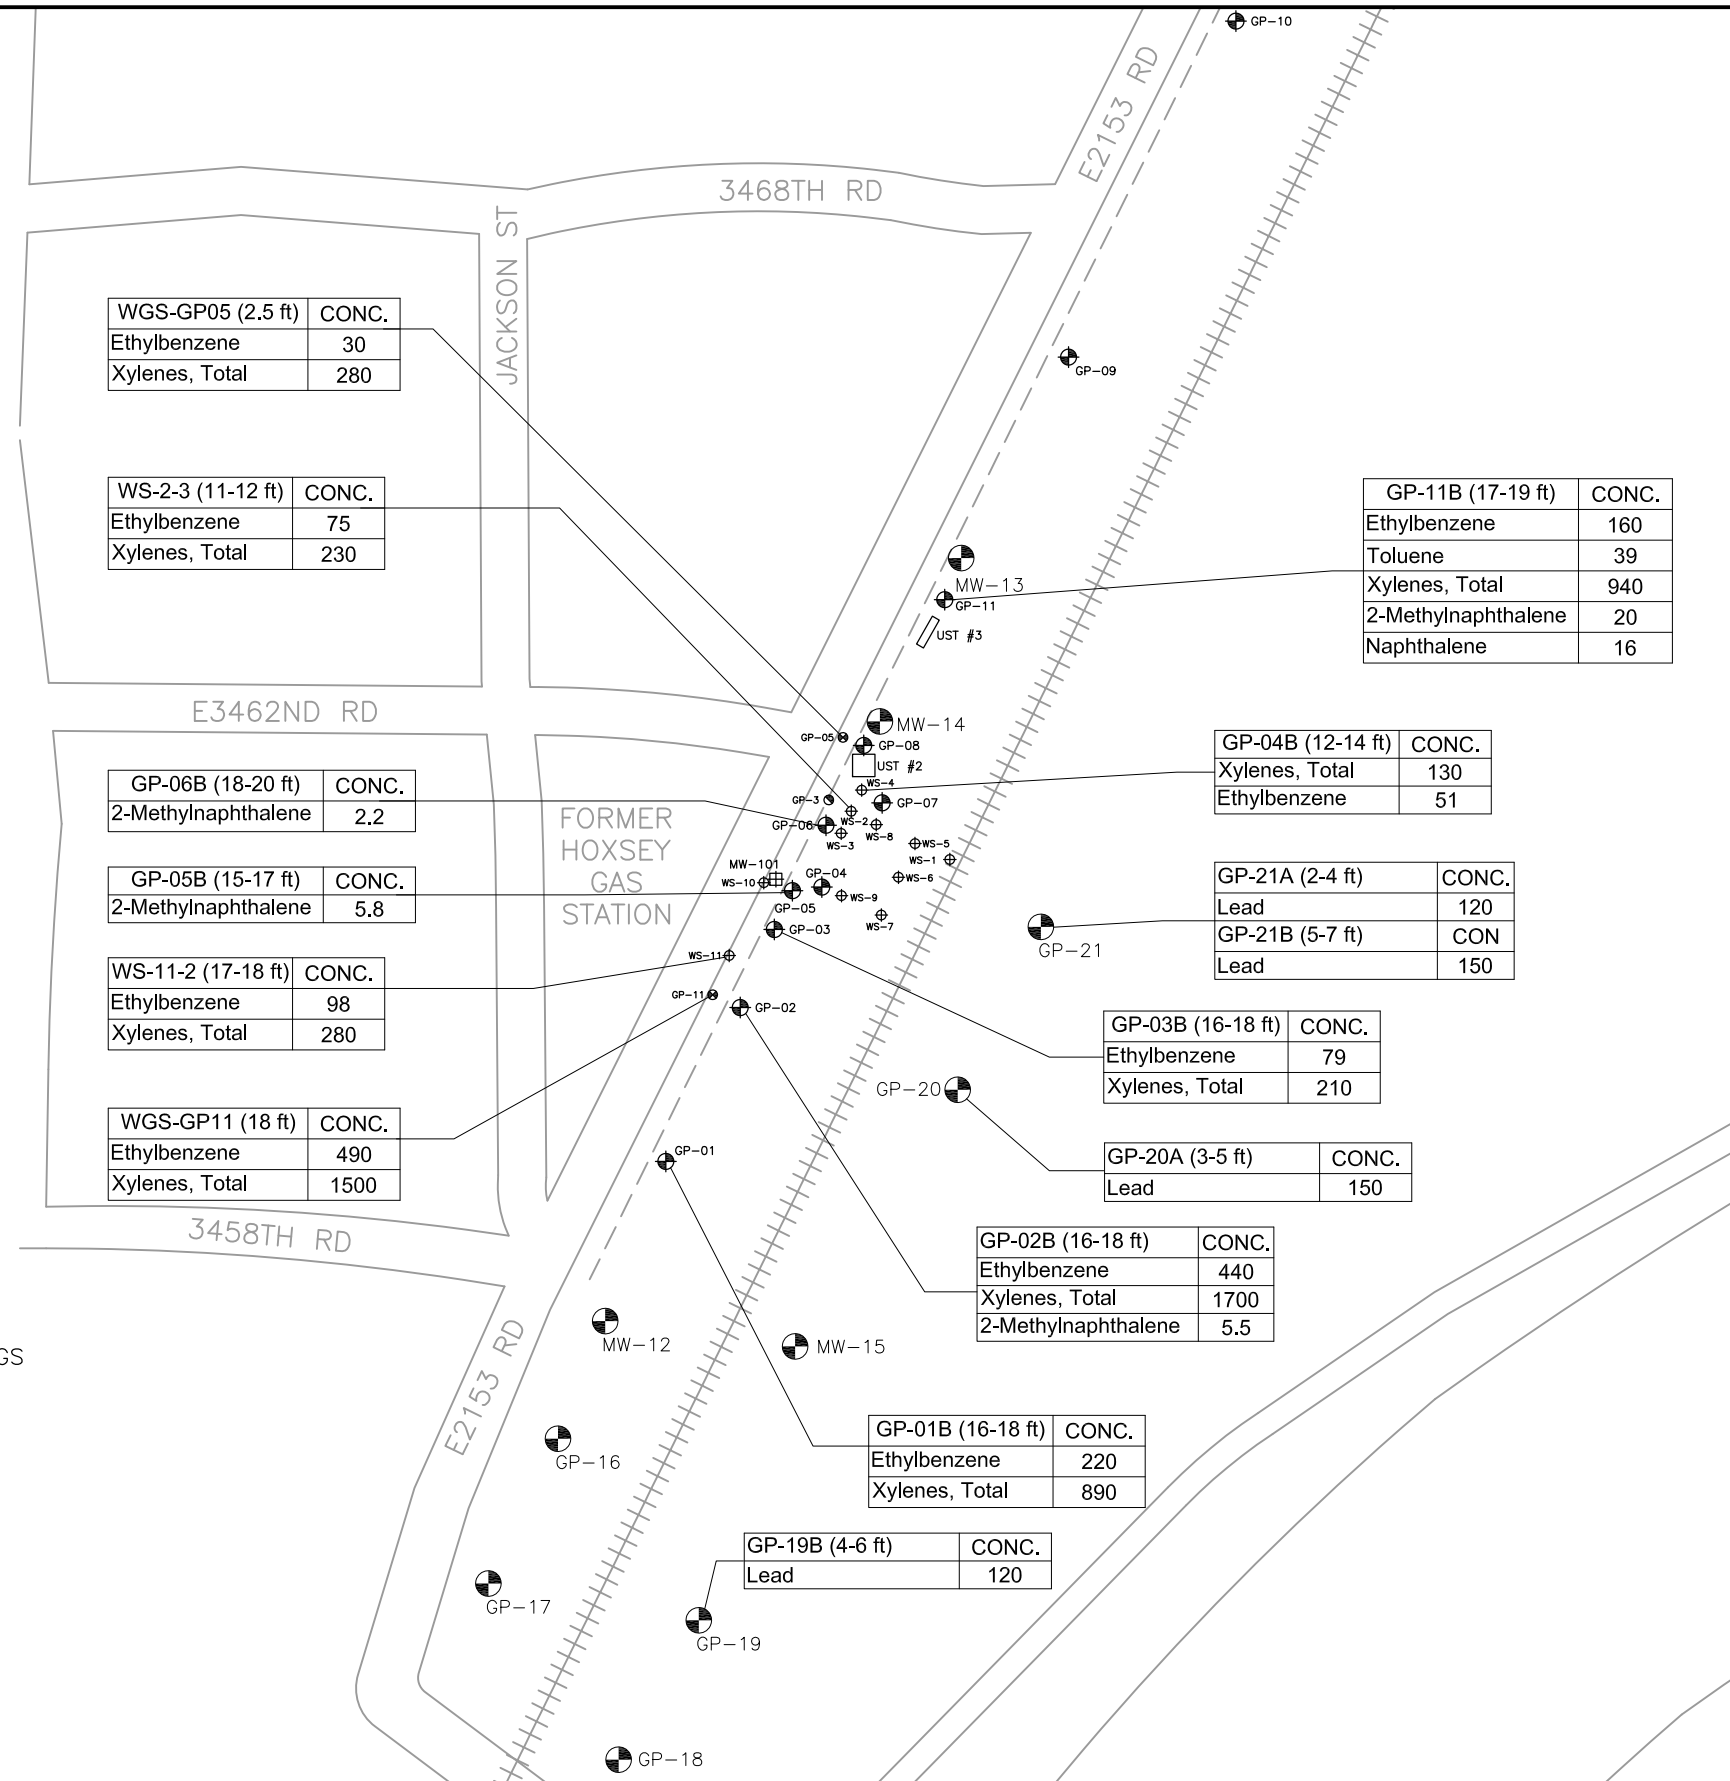 GP-10
E2153 RD
3468TH RD
JACKSON ST
WGS-GP05 (2.5 ft) CONC.
Ethylbenzene 30
Xylenes, Total 280
GP-09
WS-2-3 (11-12 ft) CONC.
Ethylbenzene 75
Xylenes, Total 230
GP-11B (17-19 ft) CONC.
Ethylbenzene 160
Toluene 39
Xylenes, Total 940
2-Methylnaphthalene 20
Naphthalene 16
MW-13
GP-11
UST #3
E3462ND RD
MW-14
GP-05
GP-08
UST #2
WS-4
GP-3
GP-07
WS-2
GP-06
WS-8
WS-3
WS-5
WS-1
GP-04B (12-14 ft) CONC.
Xylenes, Total 130
Ethylbenzene 51
GP-06B (18-20 ft) CONC.
2-Methylnaphthalene 2.2
FORMER
HOXSEY
GAS
STATION
MW-101
GP-04
WS-10
WS-6
WS-9
GP-05
WS-7
GP-03
GP-05B (15-17 ft) CONC.
2-Methylnaphthalene 5.8
GP-21A (2-4 ft) CONC.
Lead 120
GP-21B (5-7 ft) CON
Lead 150
GP-21
WS-11
WS-11-2 (17-18 ft) CONC.
Ethylbenzene 98
Xylenes, Total 280
GP-11
GP-02
GP-03B (16-18 ft) CONC.
Ethylbenzene 79
Xylenes, Total 210
GP-20
WGS-GP11 (18 ft) CONC.
Ethylbenzene 490
Xylenes, Total 1500
GP-01
GP-20A (3-5 ft) CONC.
Lead 150
3458TH RD
GP-02B (16-18 ft) CONC.
Ethylbenzene 440
Xylenes, Total 1700
2-Methylnaphthalene 5.5
MW-12
MW-15
GS
E2153 RD
GP-16
GP-01B (16-18 ft) CONC.
Ethylbenzene 220
Xylenes, Total 890
GP-19B (4-6 ft) CONC.
Lead 120
GP-17
GP-19
GP-18